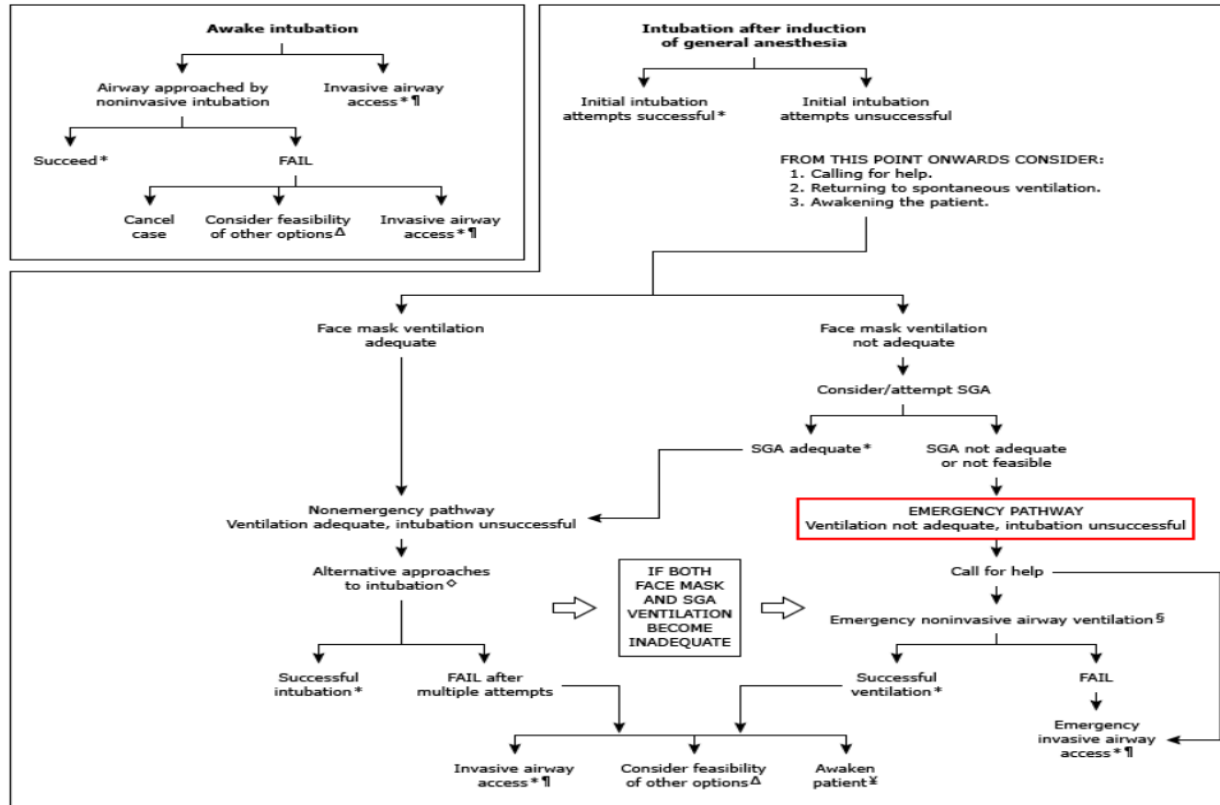 Awake intubation
Airway approached by
noninvasive intubation
Invasive airway
access*¶
Succeed*
FAIL
Cancel
case
Consider feasibility
of other optionsΔ
Invasive airway
access*¶
Intubation after induction
of general anesthesia
Initial intubation
attempts successful*
Initial intubation
attempts unsuccessful
FROM THIS POINT ONWARDS CONSIDER:
1. Calling for help.
2. Returning to spontaneous ventilation.
3. Awakening the patient.
Face mask ventilation
adequate
Face mask ventilation
not adequate
Consider/attempt SGA
SGA adequate*
SGA not adequate
or not feasible
Nonemergency pathway
Ventilation adequate, intubation unsuccessful
EMERGENCY PATHWAY
Ventilation not adequate, intubation unsuccessful
Alternative approaches
to intubation◇
IF BOTH
FACE MASK
AND SGA
VENTILATION
BECOME
INADEQUATE
Call for help
Emergency noninvasive airway ventilation§
Successful
intubation*
FAIL after
multiple attempts
Successful
ventilation*
FAIL
Emergency
invasive airway
access*¶
Invasive airway
access*¶
Consider feasibility
of other optionsΔ
Awaken
patient¥